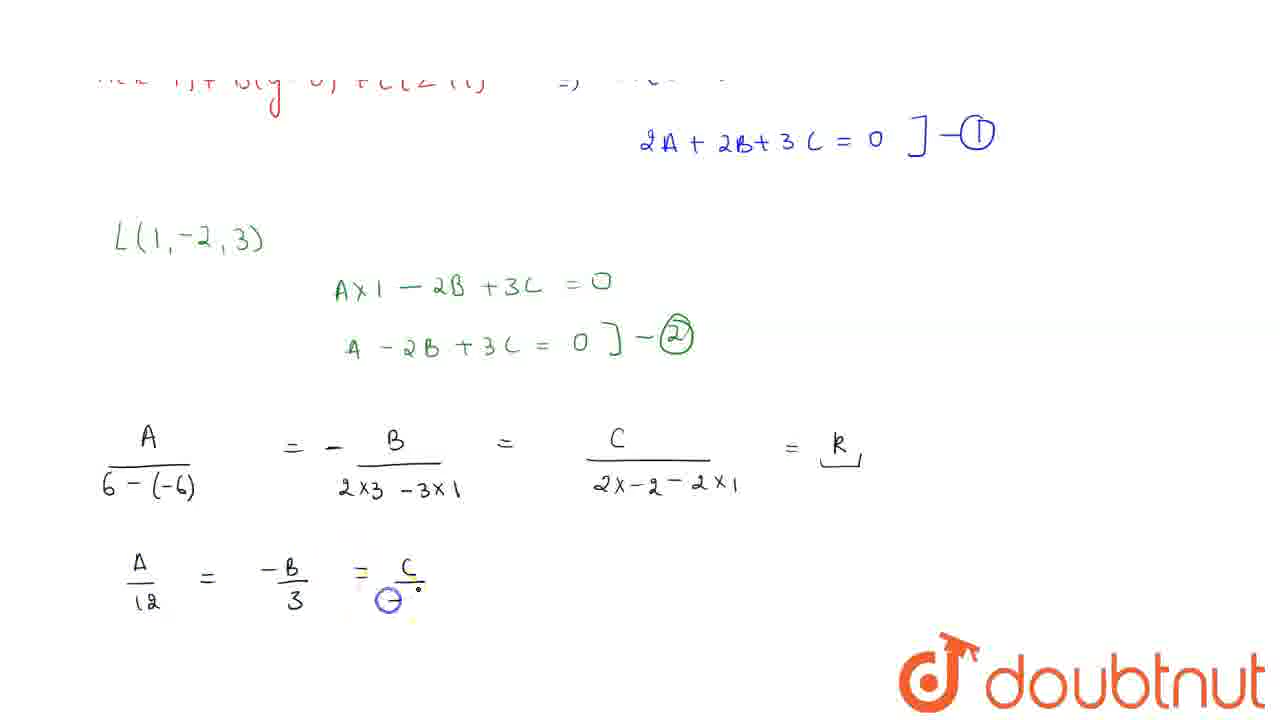 2A + 2B + 3C = 0 ] - ①
L(1, -2, 3)
A×1 - 2B + 3C = 0
A - 2B + 3C = 0 ] - ②
A/6-(-6) = - B/2×3-3×1 = C/2×-2-2×1 = k
A/12 = -B/3 = C/-
doubtnut